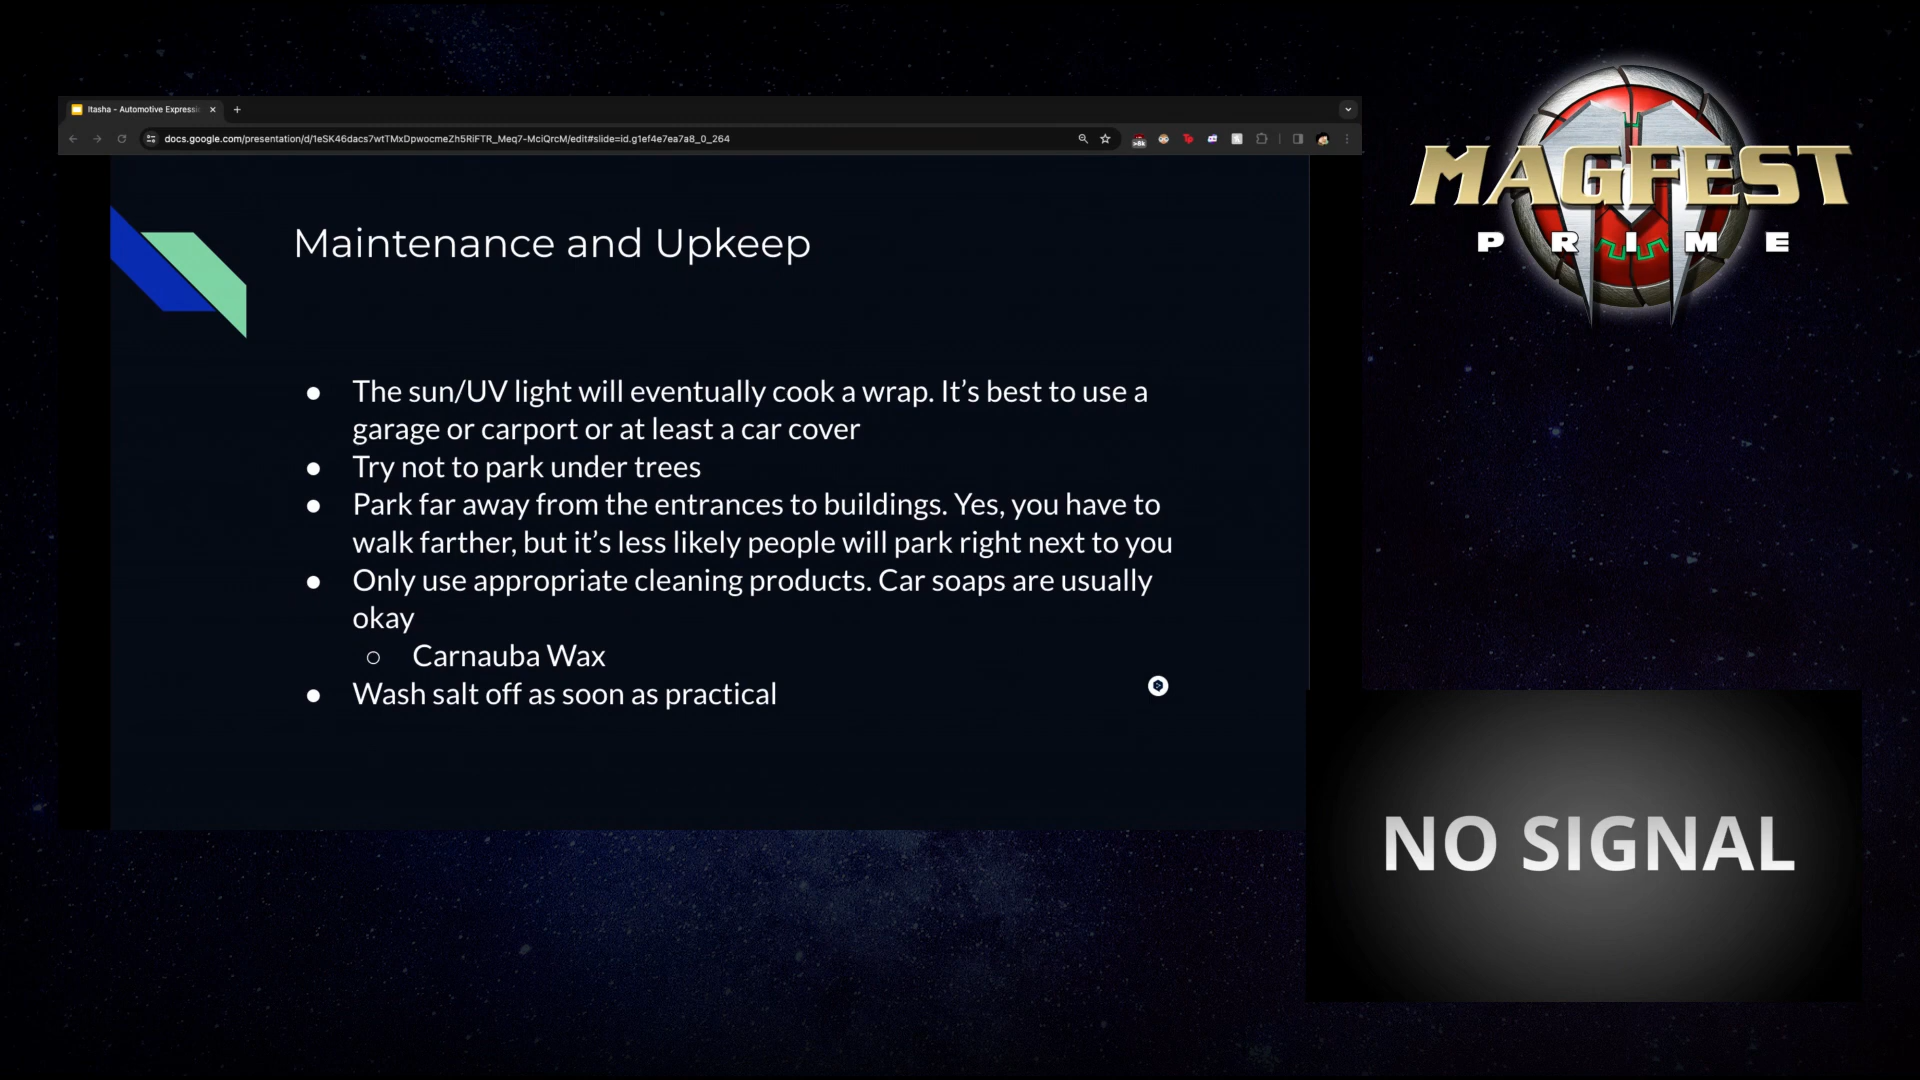 Itasha - Automotive Expressi
docs.google.com/presentation/d/1eSK46dacs7wtTMxDpwocmeZh5RiFTR_Meq7-MciQrcM/edit#slide=id.g1ef4e7ea7a8_0_264
MAGFEST
PRIME
Maintenance and Upkeep
The sun/UV light will eventually cook a wrap. It’s best to use a
garage or carport or at least a car cover
Try not to park under trees
Park far away from the entrances to buildings. Yes, you have to
walk farther, but it’s less likely people will park right next to you
Only use appropriate cleaning products. Car soaps are usually
okay
Carnauba Wax
Wash salt off as soon as practical
NO SIGNAL